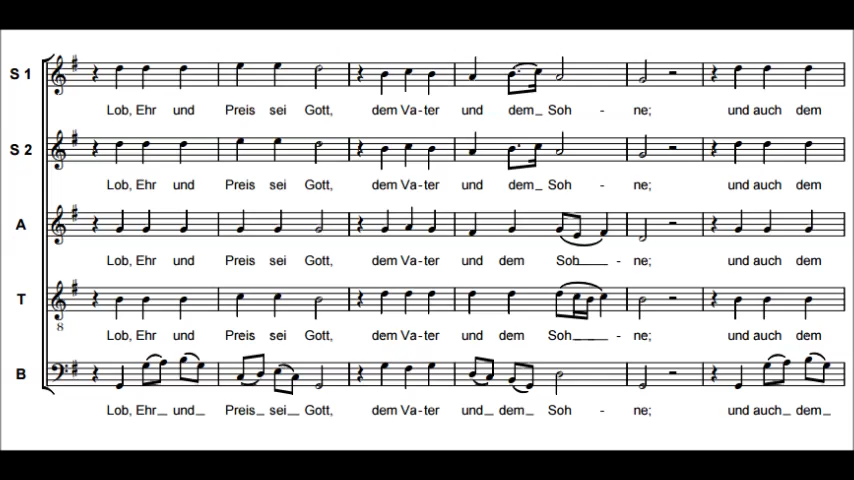 S 1
Lob, Ehr und Preis sei Gott, dem Va-ter und dem_ Soh - ne; und auch dem
S 2
Lob, Ehr und Preis sei Gott, dem Va-ter und dem_ Soh - ne; und auch dem
A
Lob, Ehr und Preis sei Gott, dem Va-ter und dem Soh____ - ne; und auch dem
T
8
Lob, Ehr und Preis sei Gott, dem Va-ter und dem Soh____ - ne; und auch dem
B
Lob, Ehr_ und_ Preis_ sei_ Gott, dem Va-ter und_ dem_ Soh - ne; und auch dem_